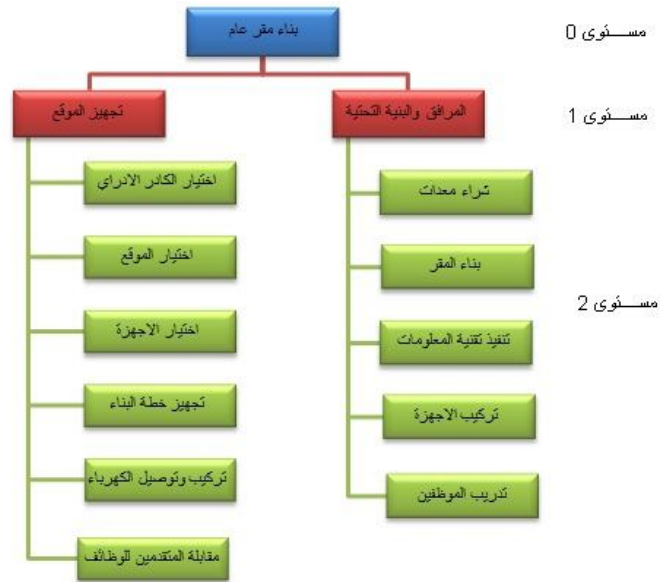 بناء مقر عام
مستوى 0
المرافق والبنية التحتية
تجهيز الموقع
مستوى 1
شراء معدات
بناء المقر
تنفيذ تقنية المعلومات
تركيب الاجهزة
تدريب الموظفين
اختيار الكادر الادراي
اختيار الموقع
اختيار الاجهزة
تجهيز خطة البناء
تركيب وتوصيل الكهرباء
مقابلة المتقدمين للوظائف
مستوى 2